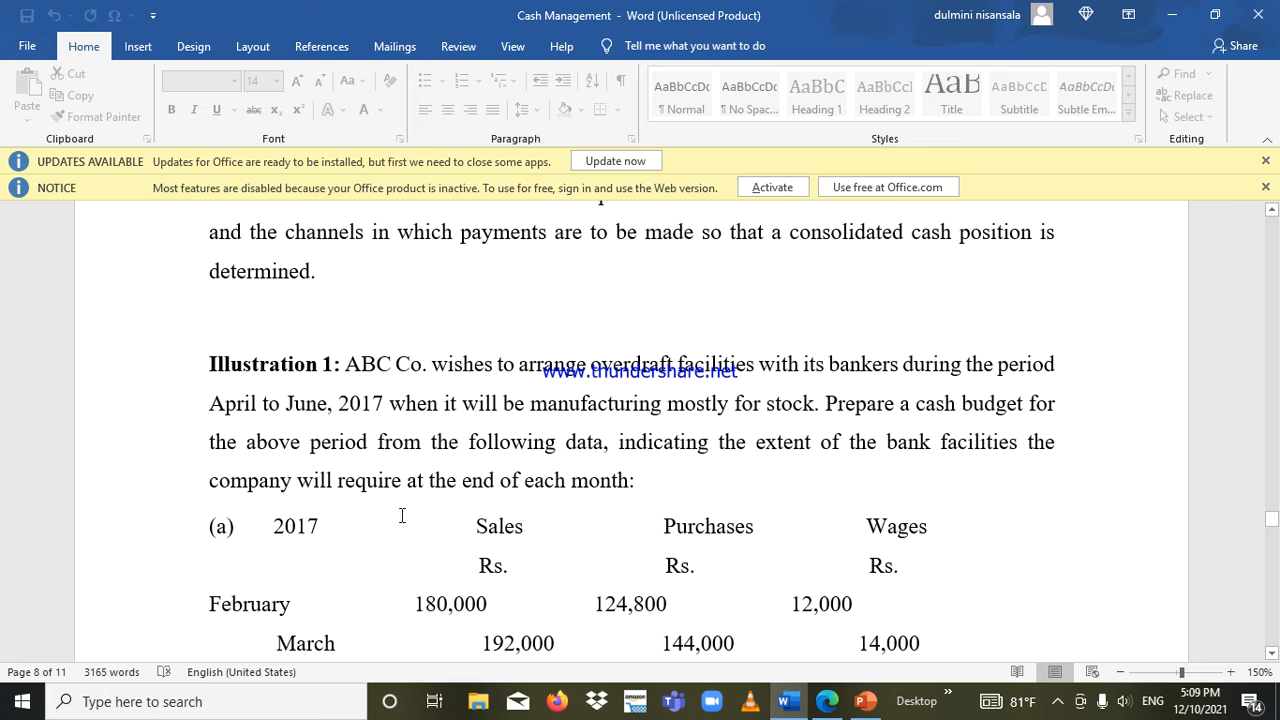 Cash Management - Word (Unlicensed Product)
dulmini nisansala
File Home Insert Design Layout References Mailings Review View Help Tell me what you want to do Share
Paste
Cut
Copy
Format Painter
Clipboard
14
Aa
B I U abc x₂ x² A A
Font
Paragraph
AaBbCcDc AaBbCcDc AaBbCc AaBbCcD AaB AaBbCcD AaBbCcDc
¶ Normal ¶ No Spac... Heading 1 Heading 2 Title Subtitle Subtle Em...
Styles
Find
Replace
Select
Editing
UPDATES AVAILABLE Updates for Office are ready to be installed, but first we need to close some apps. Update now
NOTICE Most features are disabled because your Office product is inactive. To use for free, sign in and use the Web version. Activate Use free at Office.com
and the channels in which payments are to be made so that a consolidated cash position is
determined.
Illustration 1: ABC Co. wishes to arrange overdraft facilities with its bankers during the period
www.thundershare.net
April to June, 2017 when it will be manufacturing mostly for stock. Prepare a cash budget for
the above period from the following data, indicating the extent of the bank facilities the
company will require at the end of each month:
(a) 2017 Sales Purchases Wages
Rs. Rs. Rs.
February 180,000 124,800 12,000
March 192,000 144,000 14,000
Page 8 of 11 3165 words English (United States) 150%
Type here to search
amazon
Desktop
81°F
ENG
5:09 PM
12/10/2021
14